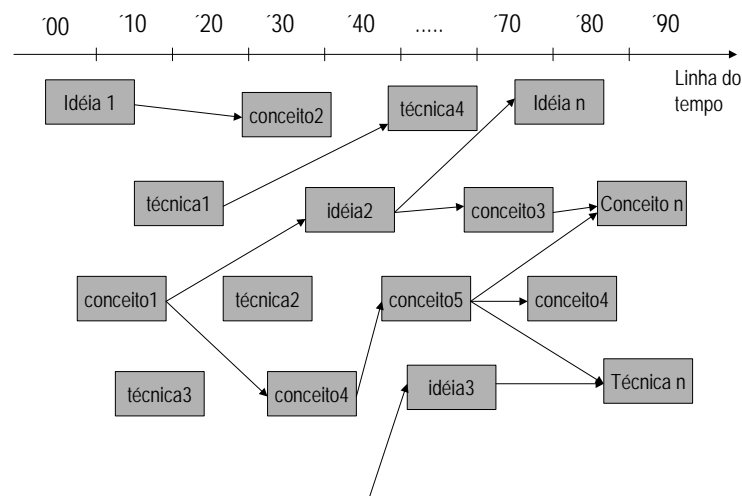 ´00 ´10 ´20 ´30 ´40 ..... ´70 ´80 ´90
Linha do
tempo
Idéia 1
conceito2
técnica4
Idéia n
técnica1
idéia2
conceito3
Conceito n
conceito1
técnica2
conceito5
conceito4
técnica3
conceito4
idéia3
Técnica n